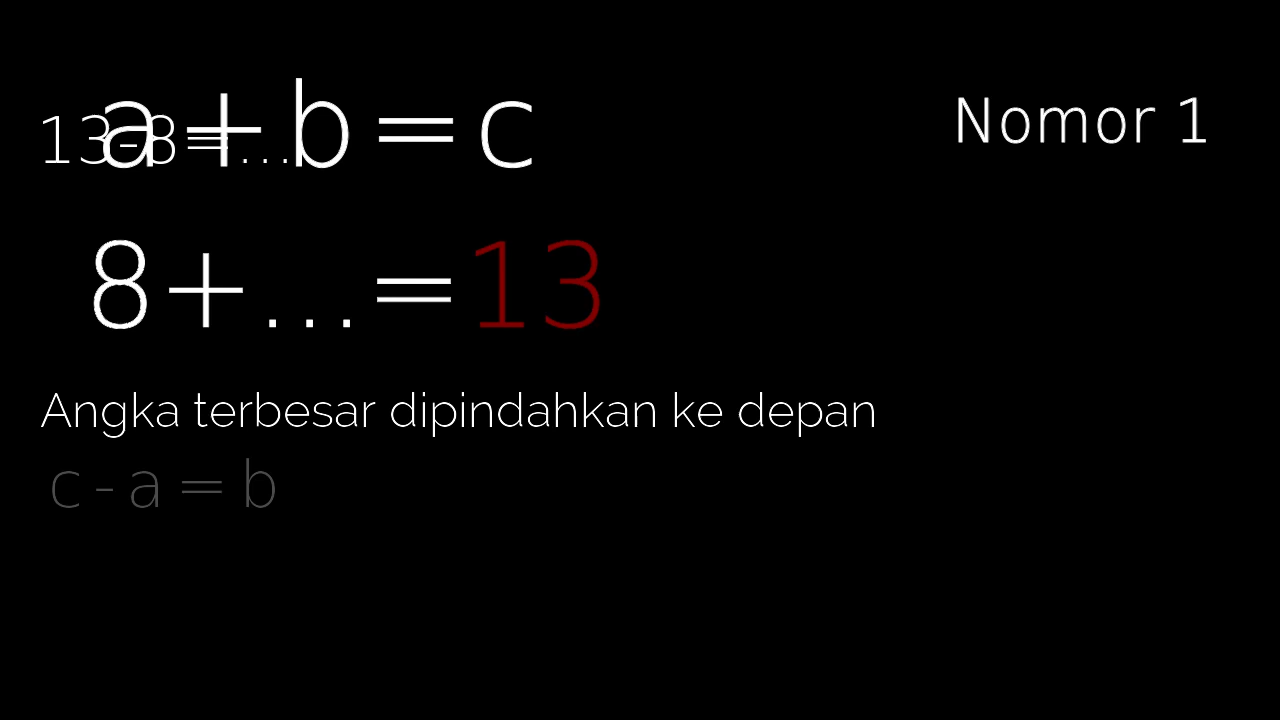 a + b = c
13-8=...
Nomor 1
8+...=13
Angka terbesar dipindahkan ke depan
c - a = b